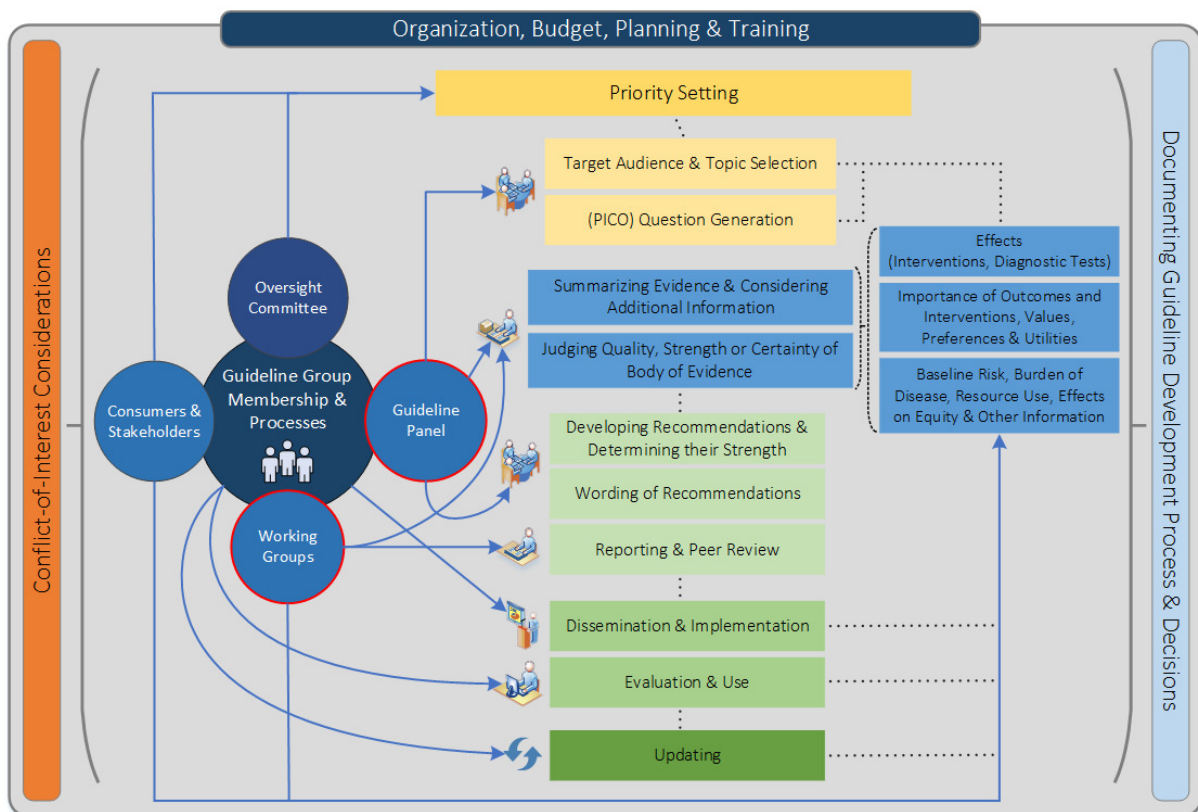 Organization, Budget, Planning & Training
Conflict-of-Interest Considerations
Documenting Guideline Development Process & Decisions
Priority Setting
Target Audience & Topic Selection
(PICO) Question Generation
Effects
(Interventions, Diagnostic Tests)
Importance of Outcomes and
Interventions, Values,
Preferences & Utilities
Baseline Risk, Burden of
Disease, Resource Use, Effects
on Equity & Other Information
Summarizing Evidence & Considering
Additional Information
Judging Quality, Strength or Certainty of
Body of Evidence
Oversight
Committee
Guideline Group
Membership &
Processes
Consumers &
Stakeholders
Guideline
Panel
Working
Groups
Developing Recommendations &
Determining their Strength
Wording of Recommendations
Reporting & Peer Review
Dissemination & Implementation
Evaluation & Use
Updating